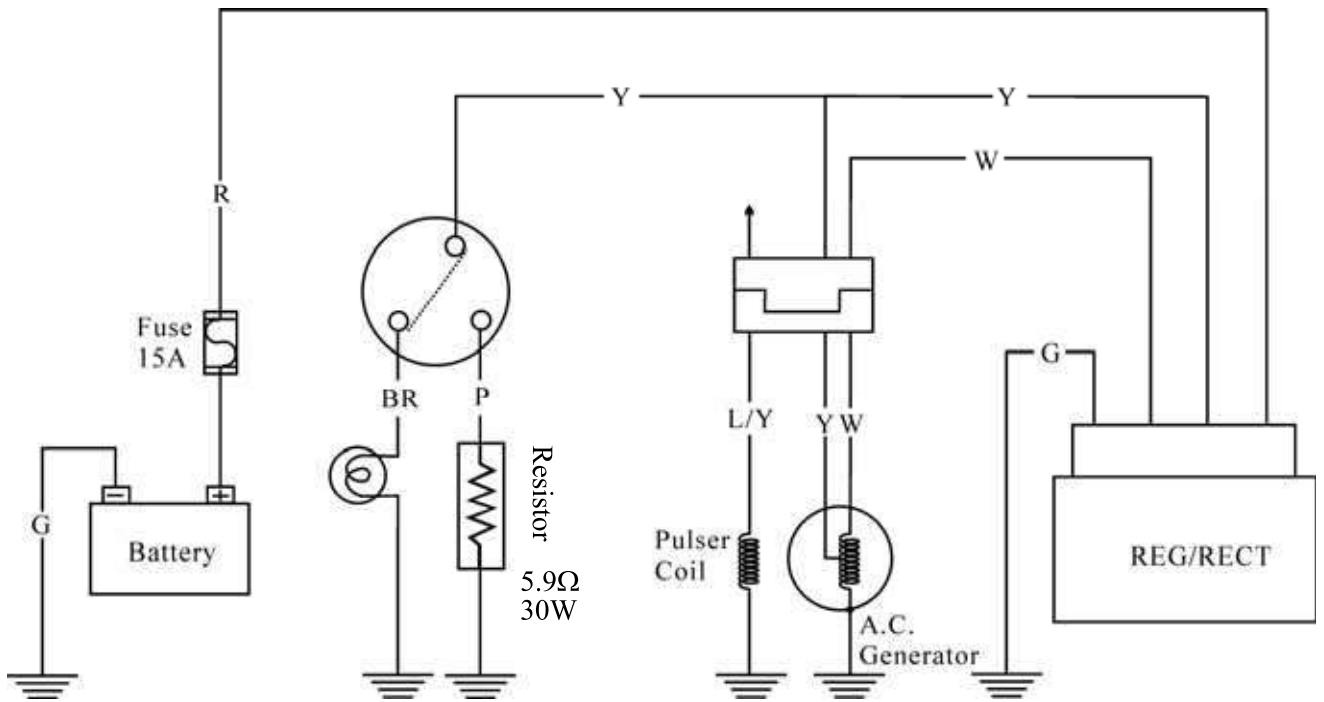 Y
Y
W
R
Fuse
15A
BR
P
L/Y
Y
W
G
Resistor
5.9Ω
30W
G
−
+
Battery
Pulser
Coil
A.C.
Generator
REG/RECT